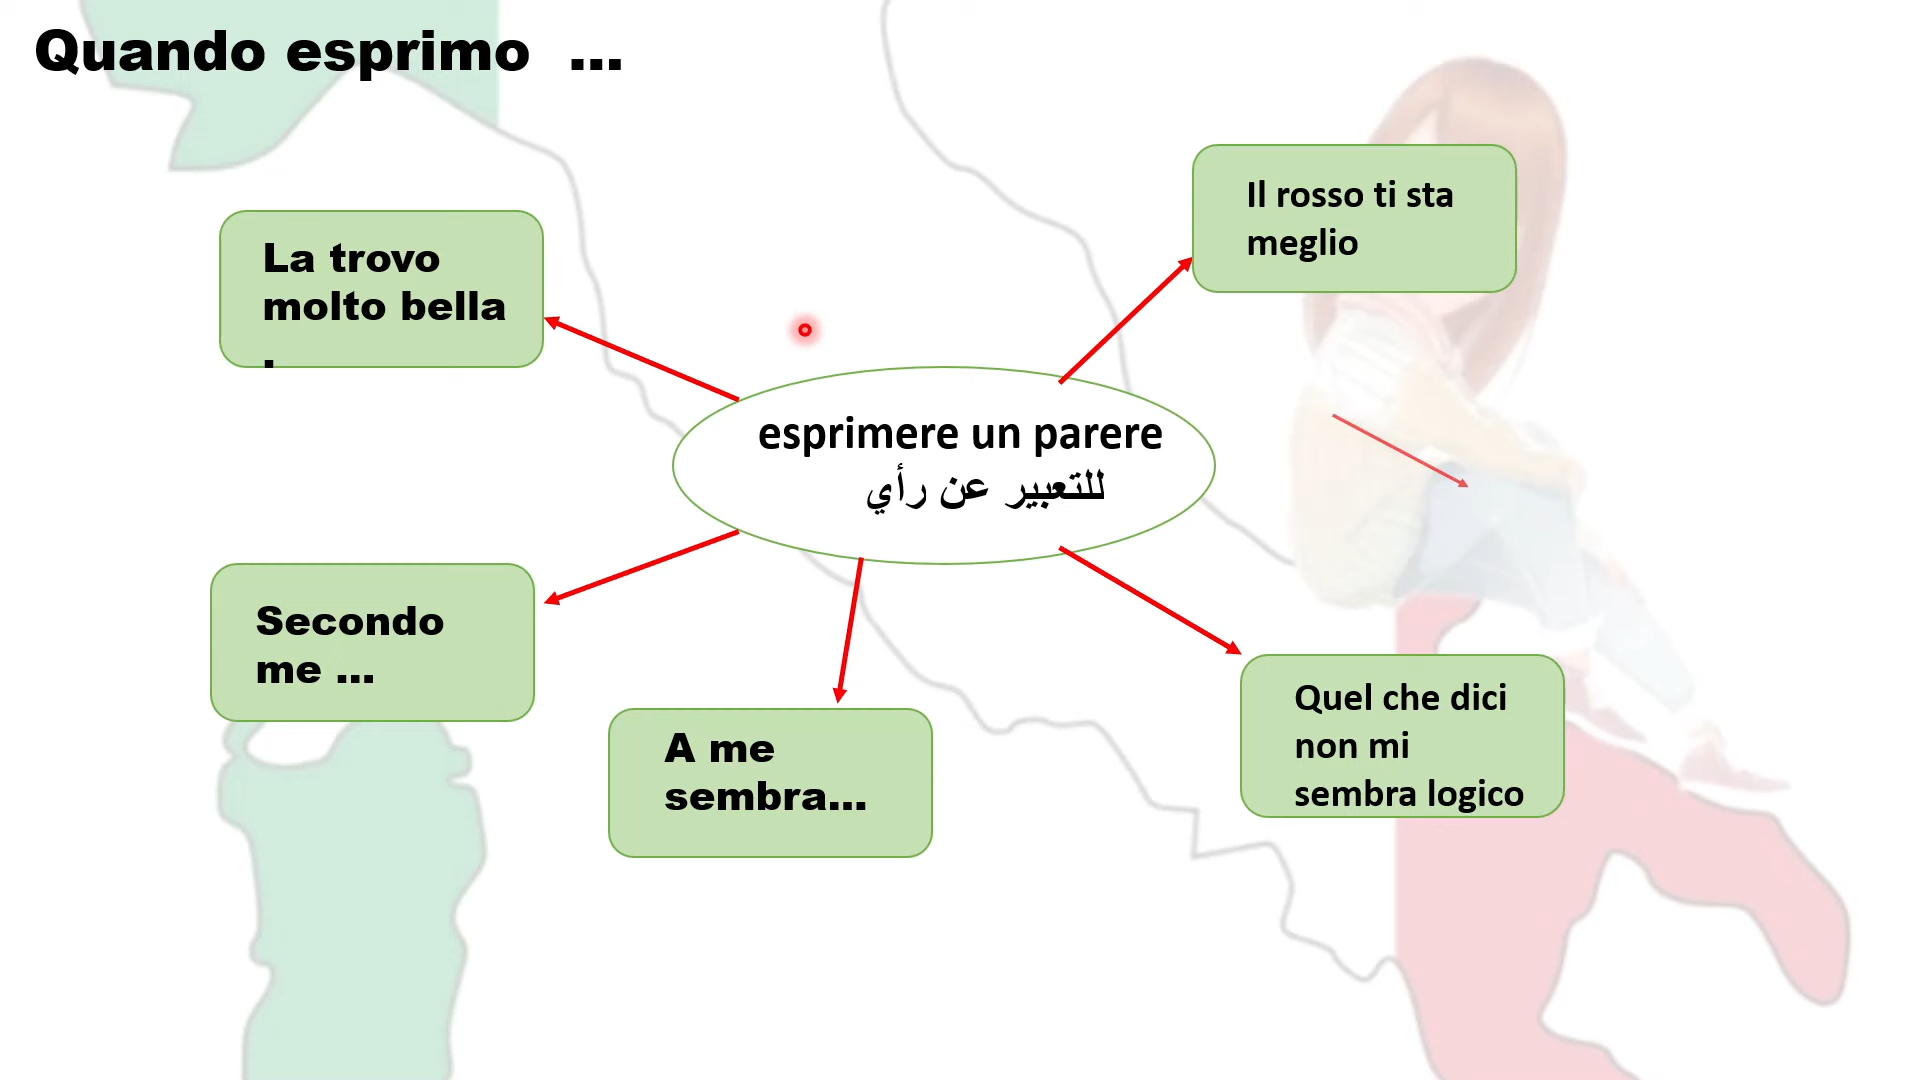 Quando esprimo ...
La trovo
molto bella
.
Il rosso ti sta
meglio
esprimere un parere
للتعبير عن رأي
Secondo
me ...
A me
sembra...
Quel che dici
non mi
sembra logico